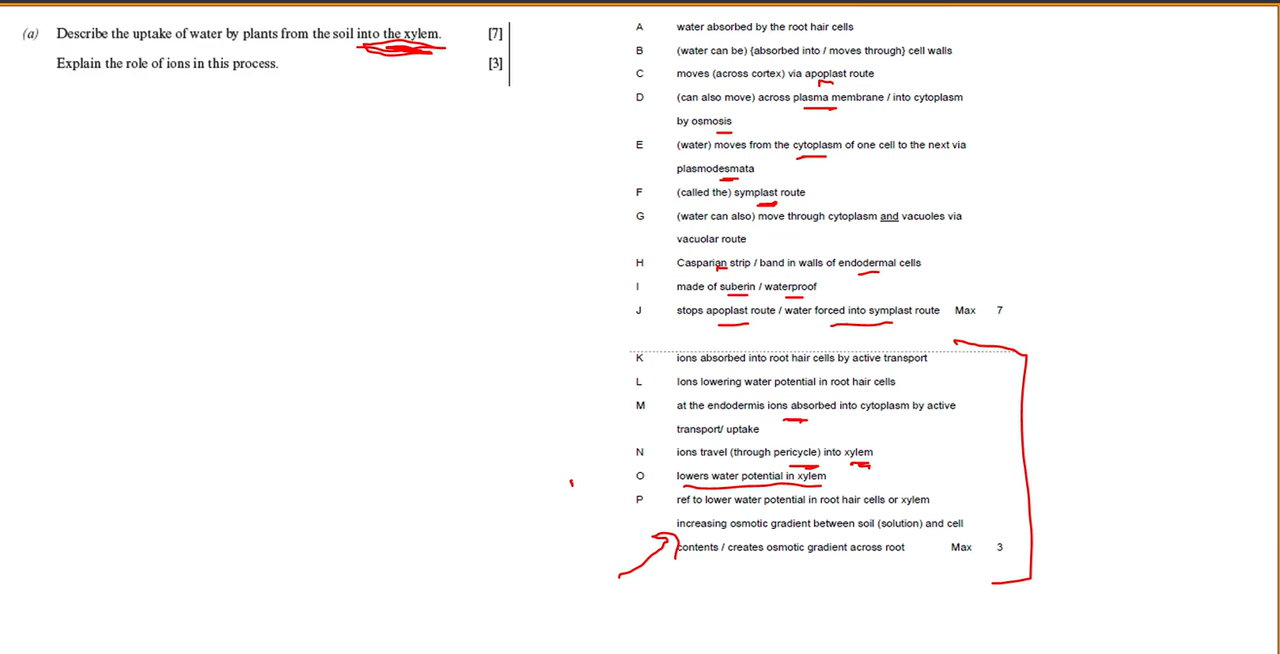 (a) Describe the uptake of water by plants from the soil into the xylem. [7]
Explain the role of ions in this process. [3]
A water absorbed by the root hair cells
B (water can be) {absorbed into / moves through} cell walls
C moves (across cortex) via apoplast route
D (can also move) across plasma membrane / into cytoplasm
by osmosis
E (water) moves from the cytoplasm of one cell to the next via
plasmodesmata
F (called the) symplast route
G (water can also) move through cytoplasm and vacuoles via
vacuolar route
H Casparian strip / band in walls of endodermal cells
I made of suberin / waterproof
J stops apoplast route / water forced into symplast route Max 7
K ions absorbed into root hair cells by active transport
L Ions lowering water potential in root hair cells
M at the endodermis ions absorbed into cytoplasm by active
transport/ uptake
N ions travel (through pericycle) into xylem
O lowers water potential in xylem
P ref to lower water potential in root hair cells or xylem
increasing osmotic gradient between soil (solution) and cell
contents / creates osmotic gradient across root Max 3